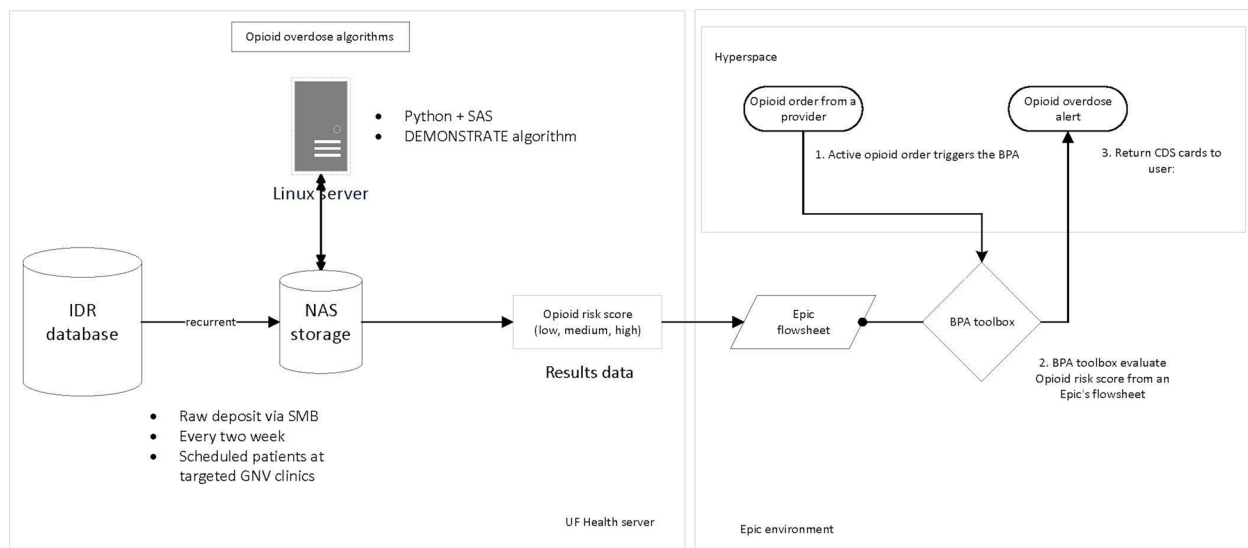 Opioid overdose algorithms
• Python + SAS
• DEMONSTRATE algorithm
Linux server
IDR
database
recurrent
NAS
storage
Opioid risk score
(low, medium, high)
Results data
• Raw deposit via SMB
• Every two week
• Scheduled patients at
targeted GNV clinics
UF Health server
Hyperspace
Opioid order from a
provider
Opioid overdose
alert
1. Active opioid order triggers the BPA
3. Return CDS cards to
user:
Epic
flowsheet
BPA toolbox
2. BPA toolbox evaluate
Opioid risk score from an
Epic's flowsheet
Epic environment